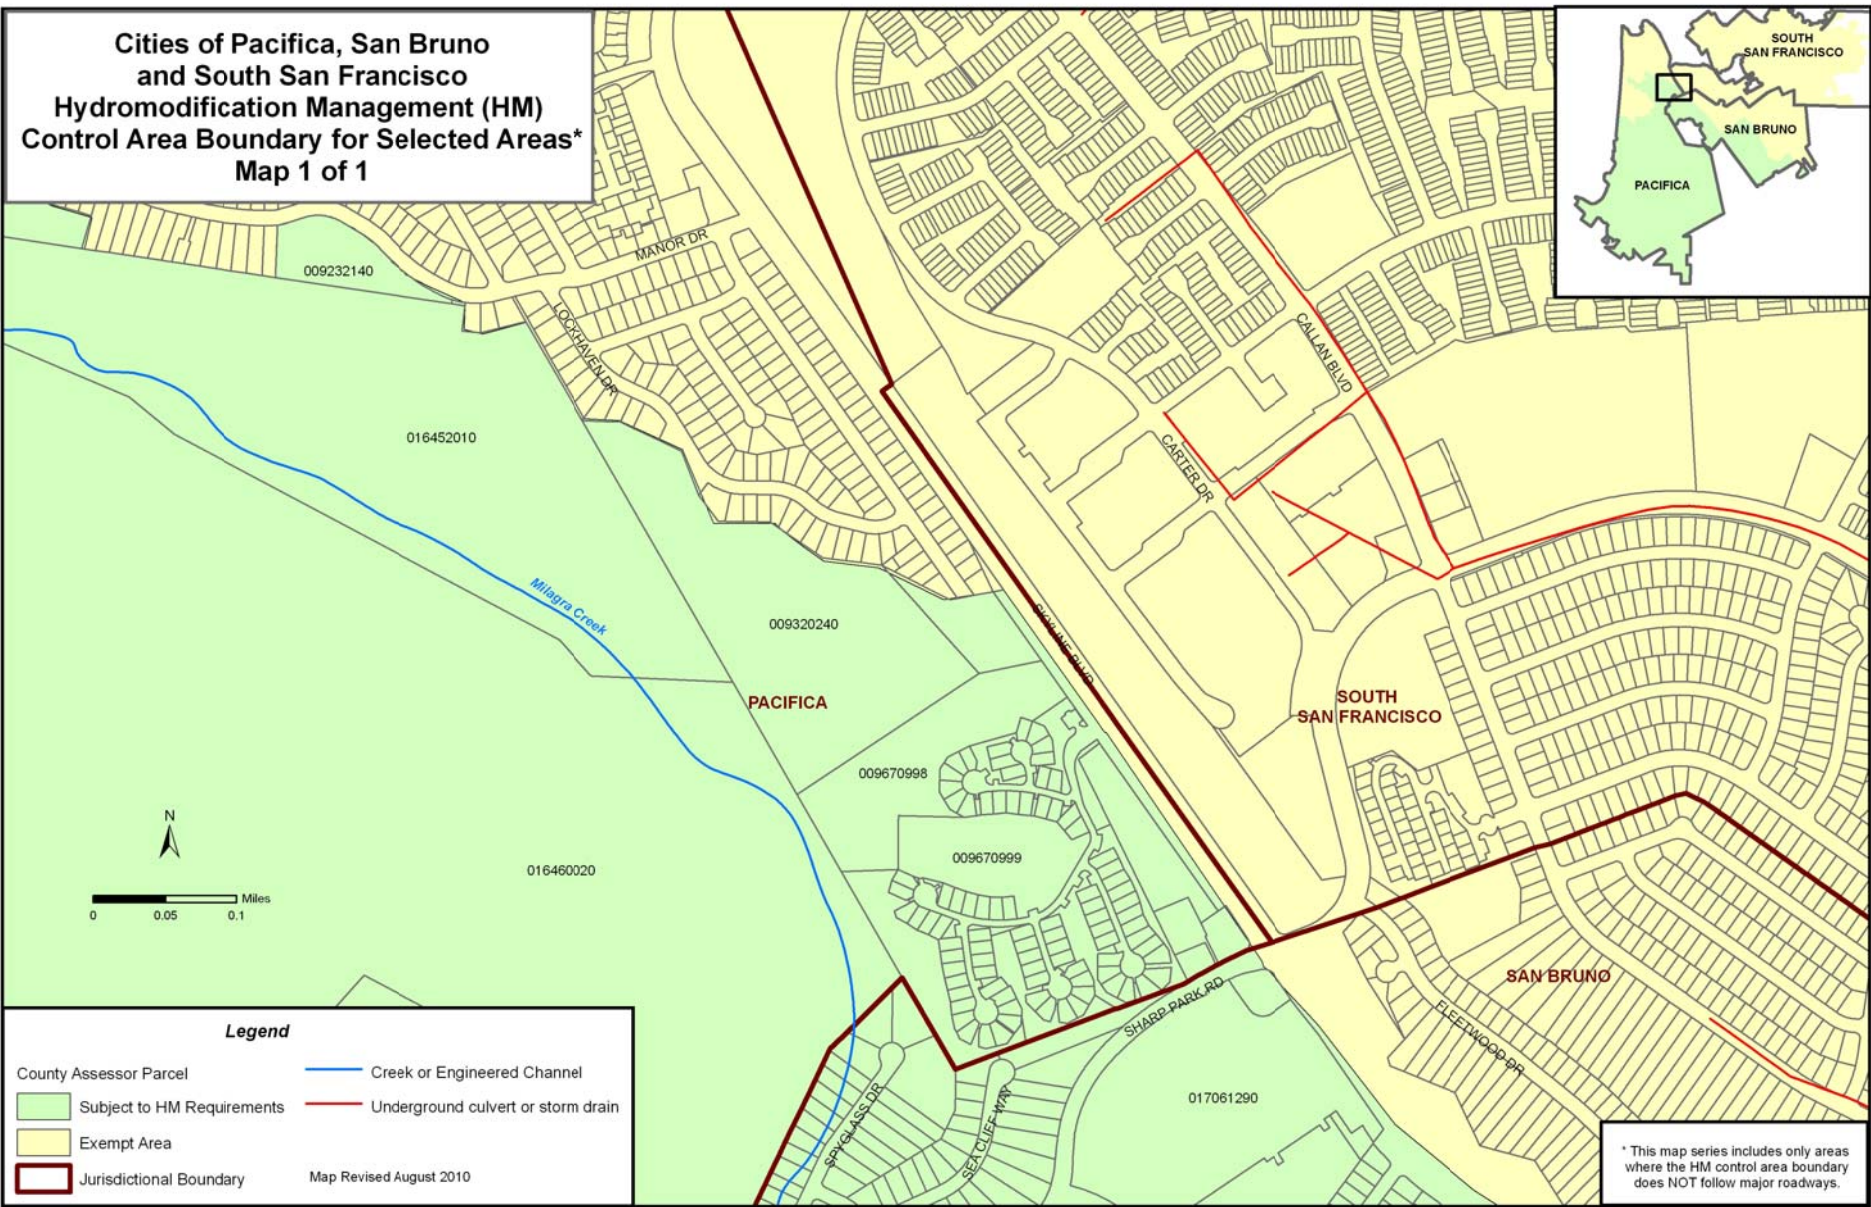 Cities of Pacifica, San Bruno
and South San Francisco
Hydromodification Management (HM)
Control Area Boundary for Selected Areas*
Map 1 of 1
SOUTH
SAN FRANCISCO
SAN BRUNO
PACIFICA
MANOR DR
009232140
LOCKHAVEN DR
CALLAN BLVD
016452010
CARTER DR
Milagra Creek
009320240
SKYLINE BLVD
PACIFICA
SOUTH
SAN FRANCISCO
009670998
009670999
016460020
N
Miles
0 0.05 0.1
SAN BRUNO
SHARP PARK RD
FLEETWOOD DR
SPYGLASS DR
SEA CLIFF WAY
017061290
Legend
County Assessor Parcel
Subject to HM Requirements
Exempt Area
Jurisdictional Boundary
Creek or Engineered Channel
Underground culvert or storm drain
Map Revised August 2010
* This map series includes only areas
where the HM control area boundary
does NOT follow major roadways.